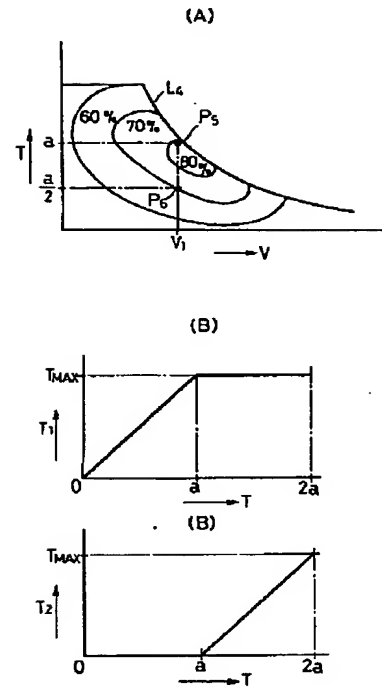 (A)
L4
P5
60%
70%
80%
T
a
a/2
P6
V1
V
(B)
TMAX
T1
0
a
2a
T
(B)
TMAX
T2
0
a
2a
T